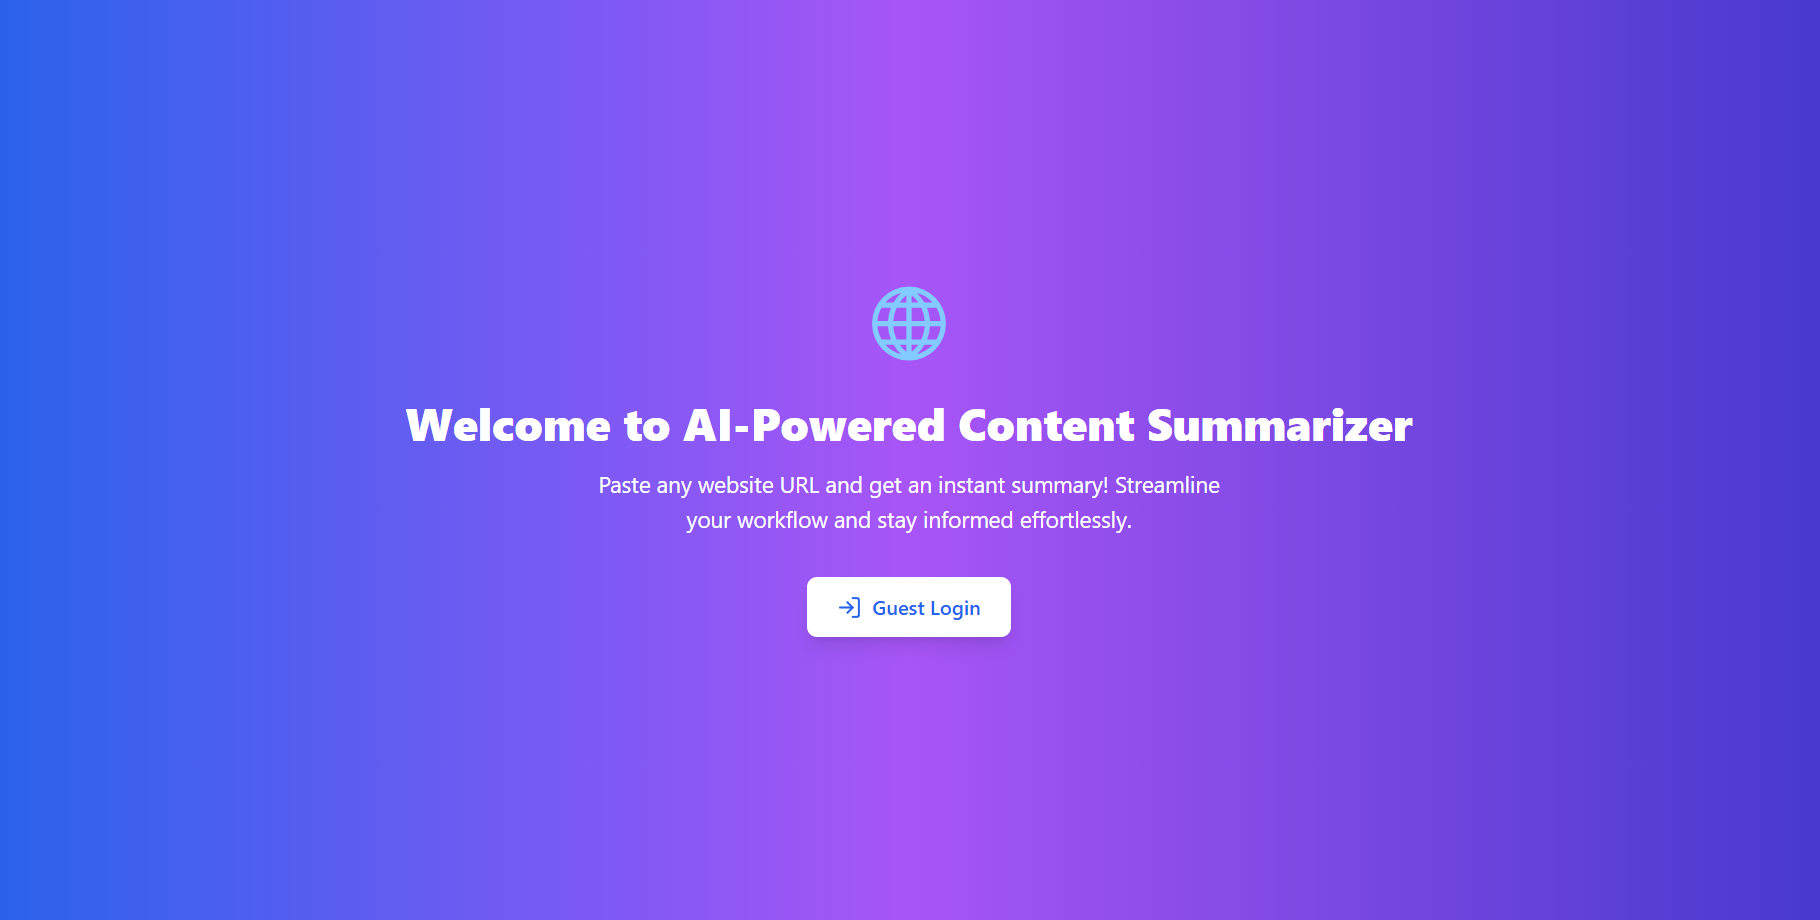 Welcome to AI-Powered Content Summarizer
Paste any website URL and get an instant summary! Streamline
your workflow and stay informed effortlessly.
Guest Login